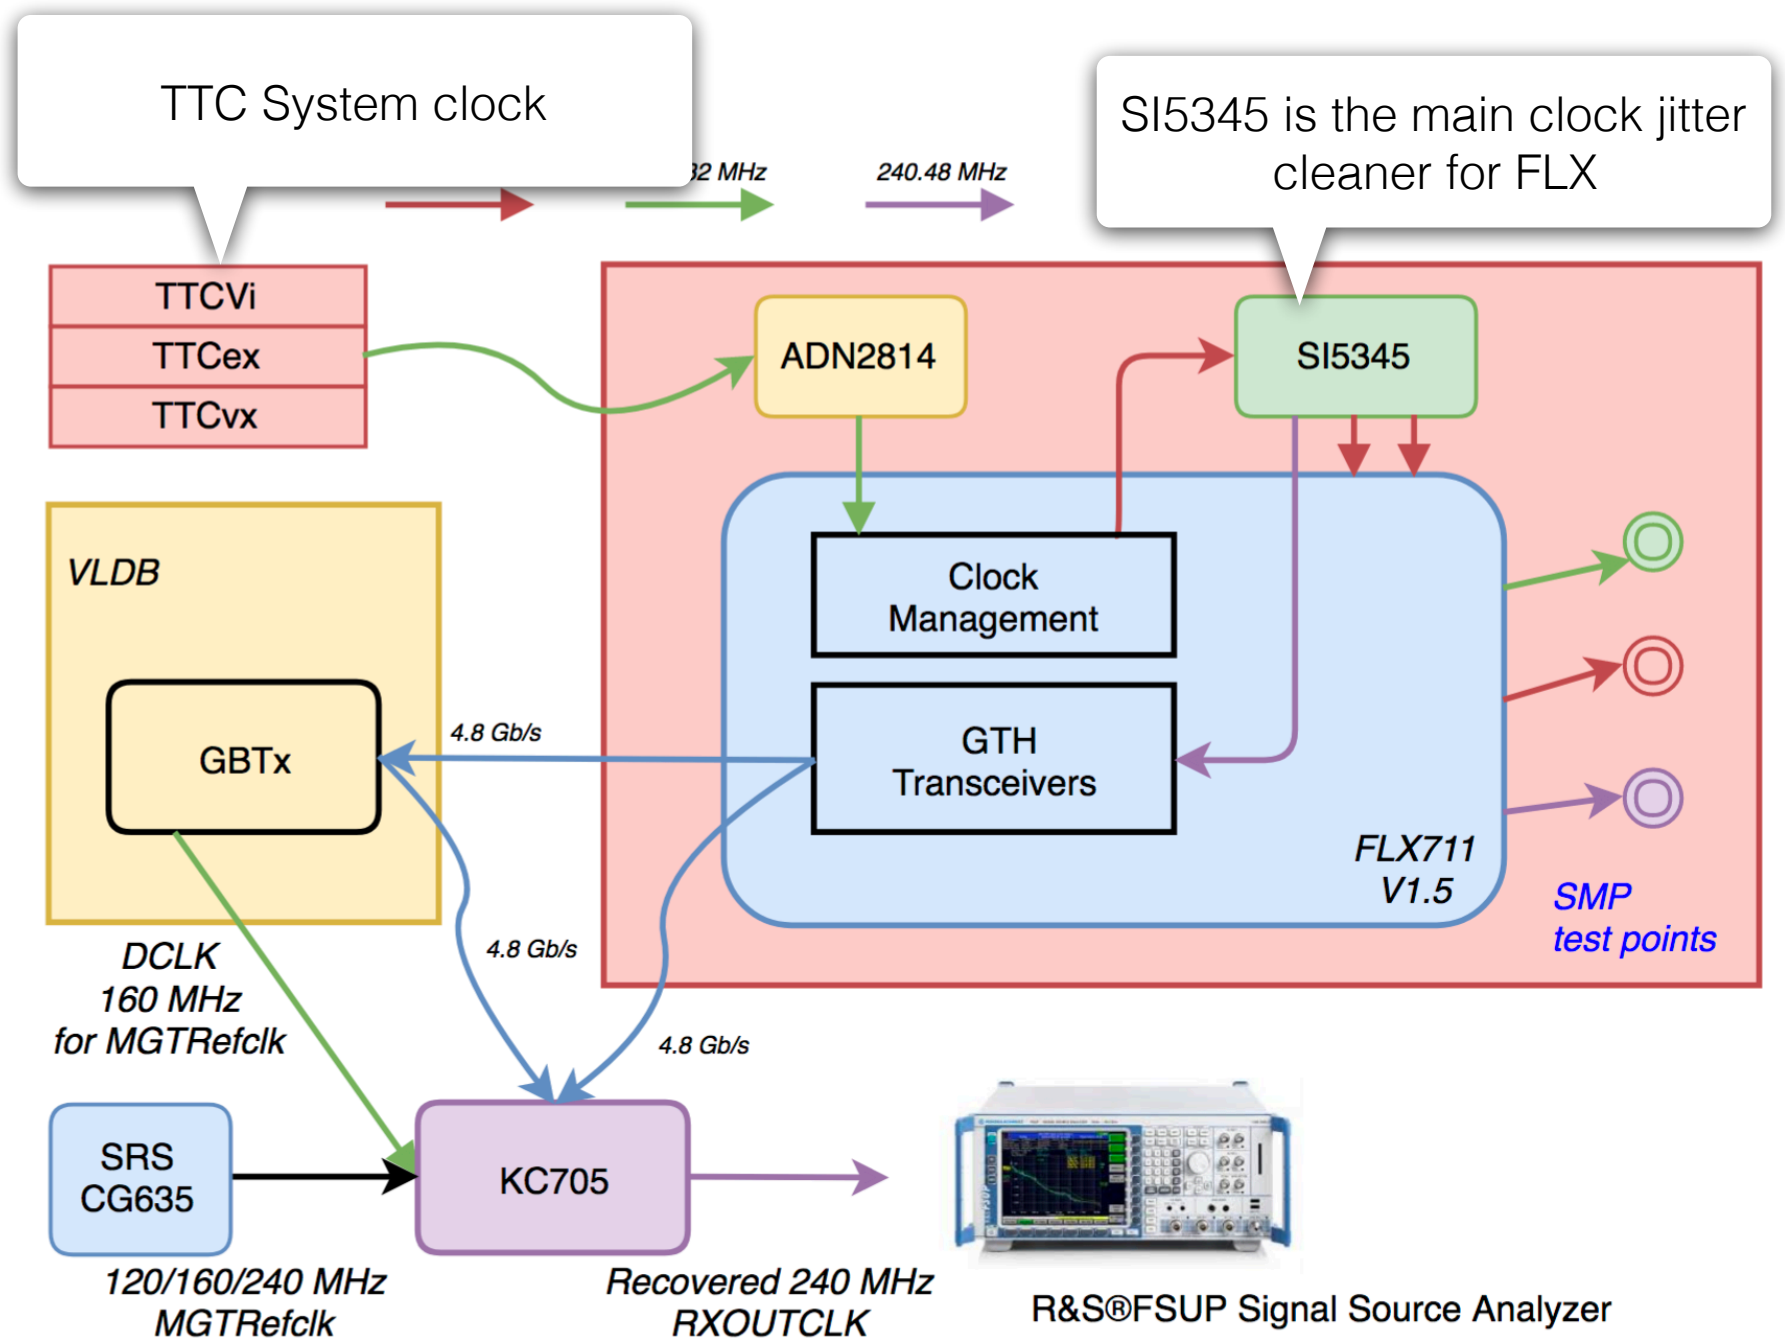 TTC System clock
SI5345 is the main clock jitter
cleaner for FLX
32 MHz
240.48 MHz
TTCVi
TTCex
TTCvx
ADN2814
SI5345
VLDB
Clock
Management
GBTx
4.8 Gb/s
GTH
Transceivers
FLX711
V1.5
SMP
test points
DCLK
160 MHz
for MGTRefclk
4.8 Gb/s
4.8 Gb/s
SRS
CG635
KC705
120/160/240 MHz
MGTRefclk
Recovered 240 MHz
RXOUTCLK
R&S®FSUP Signal Source Analyzer